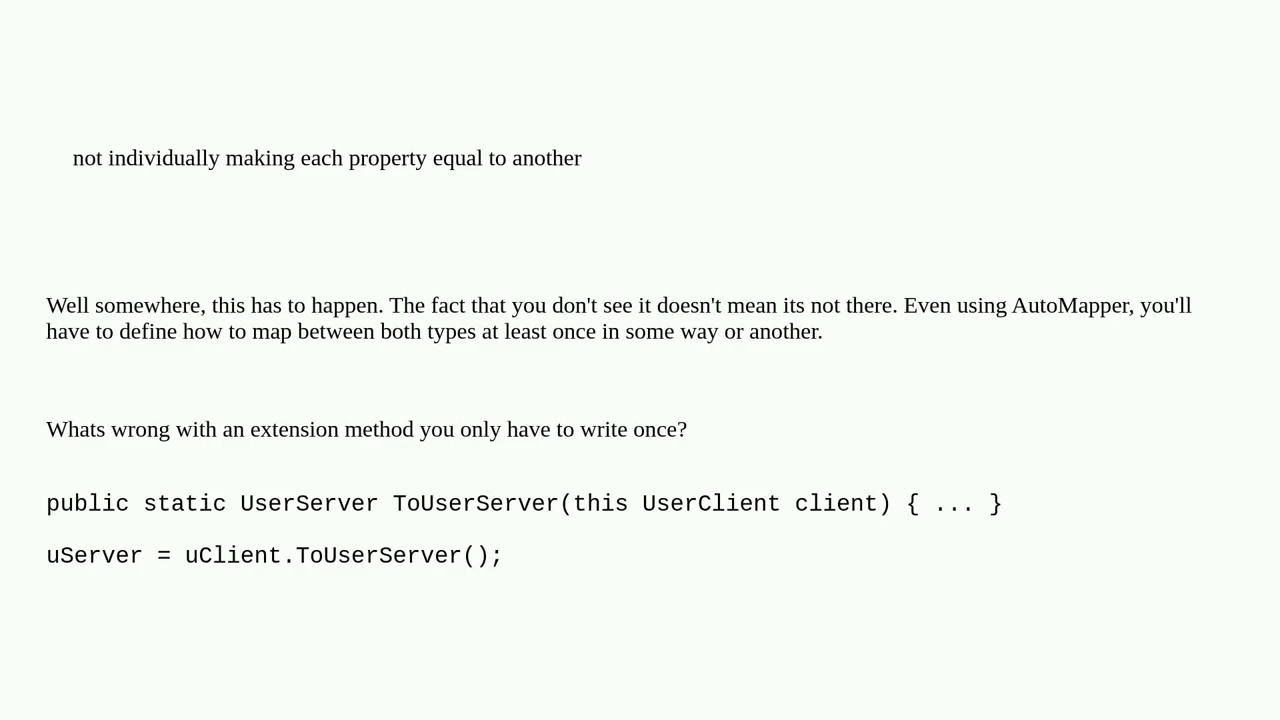 not individually making each property equal to another
Well somewhere, this has to happen. The fact that you don't see it doesn't mean its not there. Even using AutoMapper, you'll
have to define how to map between both types at least once in some way or another.
Whats wrong with an extension method you only have to write once?
public static UserServer ToUserServer(this UserClient client) { ... }
uServer = uClient.ToUserServer();